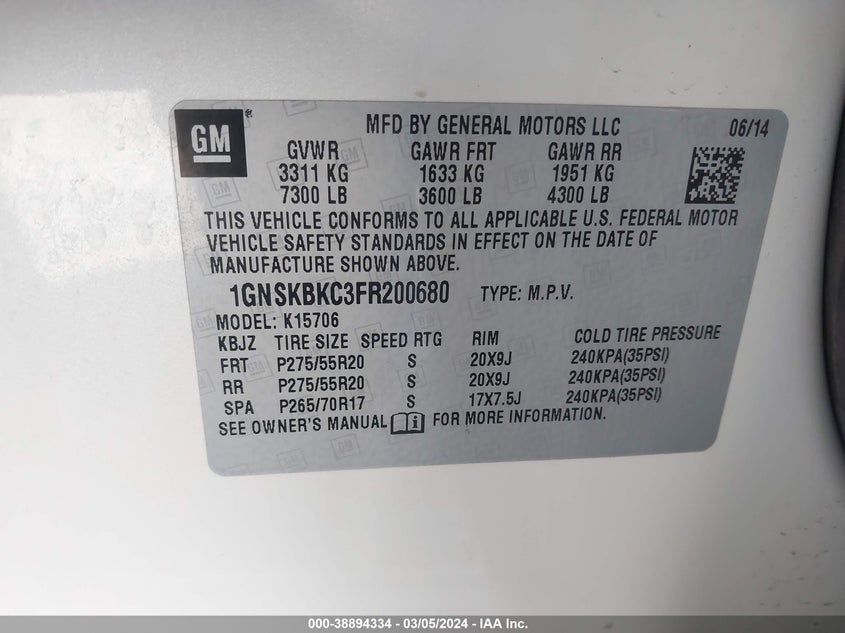 GM
MFD BY GENERAL MOTORS LLC 06/14
GVWR GAWR FRT GAWR RR
3311 KG 1633 KG 1951 KG
7300 LB 3600 LB 4300 LB
THIS VEHICLE CONFORMS TO ALL APPLICABLE U.S. FEDERAL MOTOR
VEHICLE SAFETY STANDARDS IN EFFECT ON THE DATE OF
MANUFACTURE SHOWN ABOVE.
1GNSKBKC3FR200680 TYPE: M.P.V.
MODEL: K15706
KBJZ TIRE SIZE SPEED RTG RIM COLD TIRE PRESSURE
FRT P275/55R20 S 20X9J 240KPA(35PSI)
RR P275/55R20 S 20X9J 240KPA(35PSI)
SPA P265/70R17 S 17X7.5J 240KPA(35PSI)
SEE OWNER'S MANUAL FOR MORE INFORMATION.
000-38894334 / 03/05/2024 - IAA Inc.